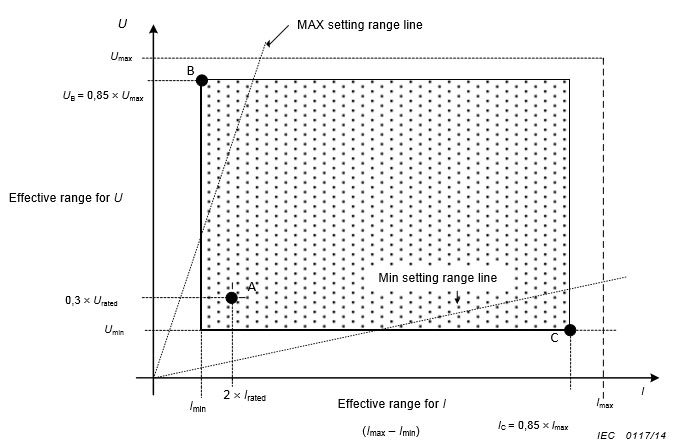 U
MAX setting range line
Umax
B
UB = 0,85 × Umax
Effective range for U
Min setting range line
A
0,3 × Urated
Umin
C
I
2 × Irated
Imin
Effective range for I
Imax
(Imax – Imin)
IC = 0,85 × Imax
IEC 0117/14